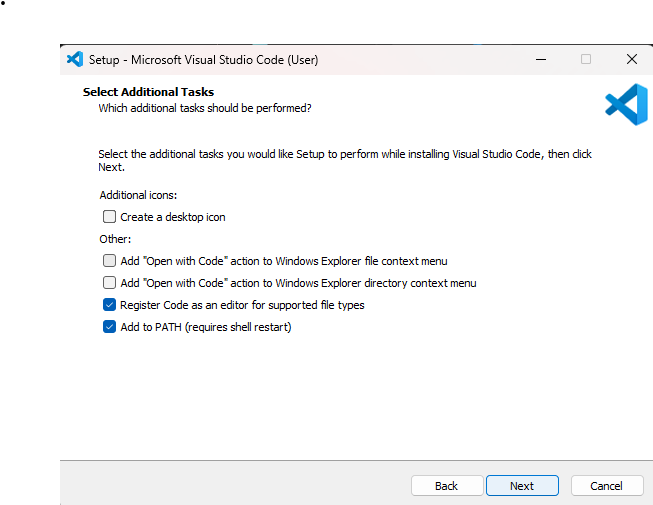 Setup - Microsoft Visual Studio Code (User)
Select Additional Tasks
Which additional tasks should be performed?
Select the additional tasks you would like Setup to perform while installing Visual Studio Code, then click
Next.
Additional icons:
Create a desktop icon
Other:
Add "Open with Code" action to Windows Explorer file context menu
Add "Open with Code" action to Windows Explorer directory context menu
Register Code as an editor for supported file types
Add to PATH (requires shell restart)
Back Next Cancel